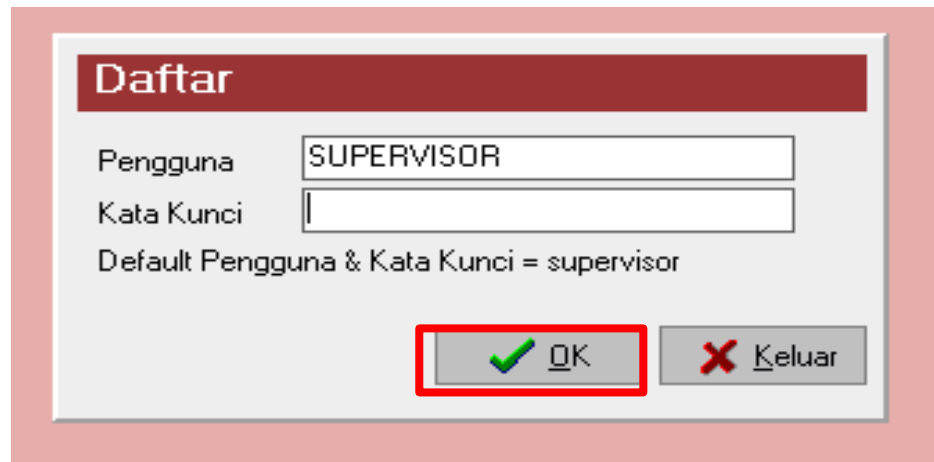 Daftar
Pengguna SUPERVISOR
Kata Kunci
Default Pengguna & Kata Kunci = supervisor
OK Keluar